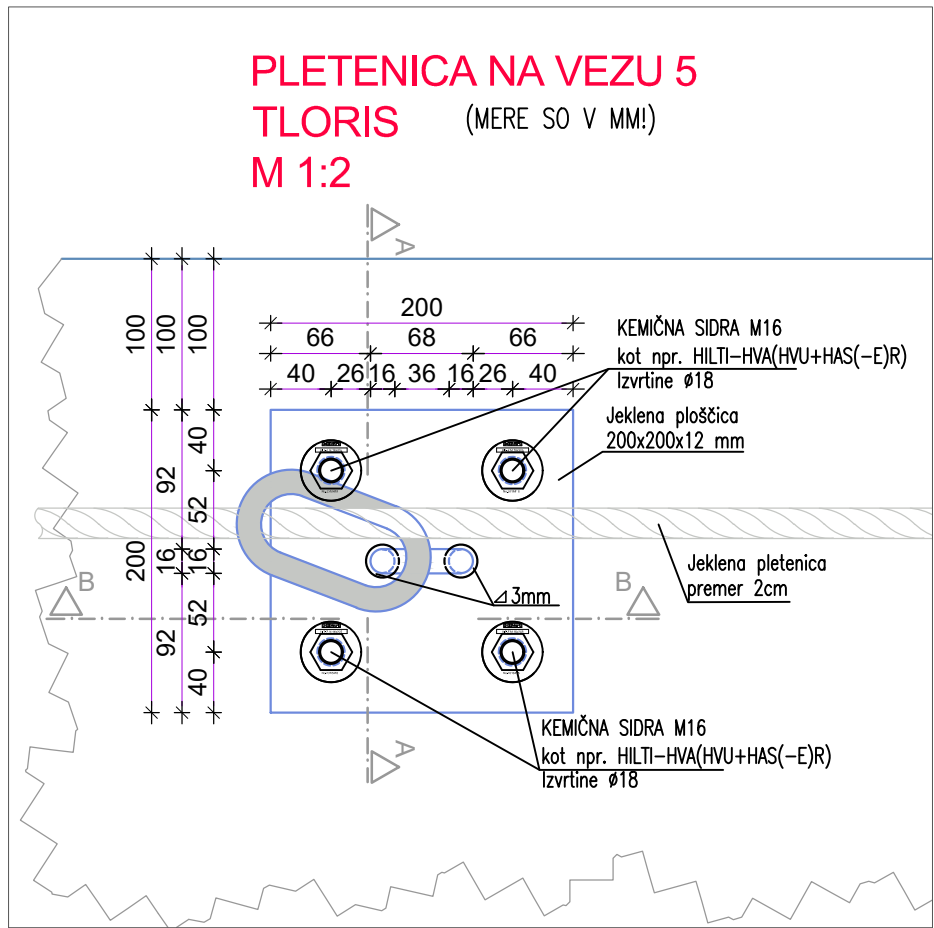 PLETENICA NA VEZU 5
TLORIS (MERE SO V MM!)
M 1:2
A
200
66 68 66
40 26 16 36 16 26 40
100 100 100
40
92
52
200
16 16
52
92
40
KEMIČNA SIDRA M16
kot npr. HILTI-HVA(HVU+HAS(-E)R)
Izvrtine ø18
Jeklena ploščica
200x200x12 mm
Jeklena pletenica
premer 2cm
B
B
3mm
KEMIČNA SIDRA M16
kot npr. HILTI-HVA(HVU+HAS(-E)R)
Izvrtine ø18
A